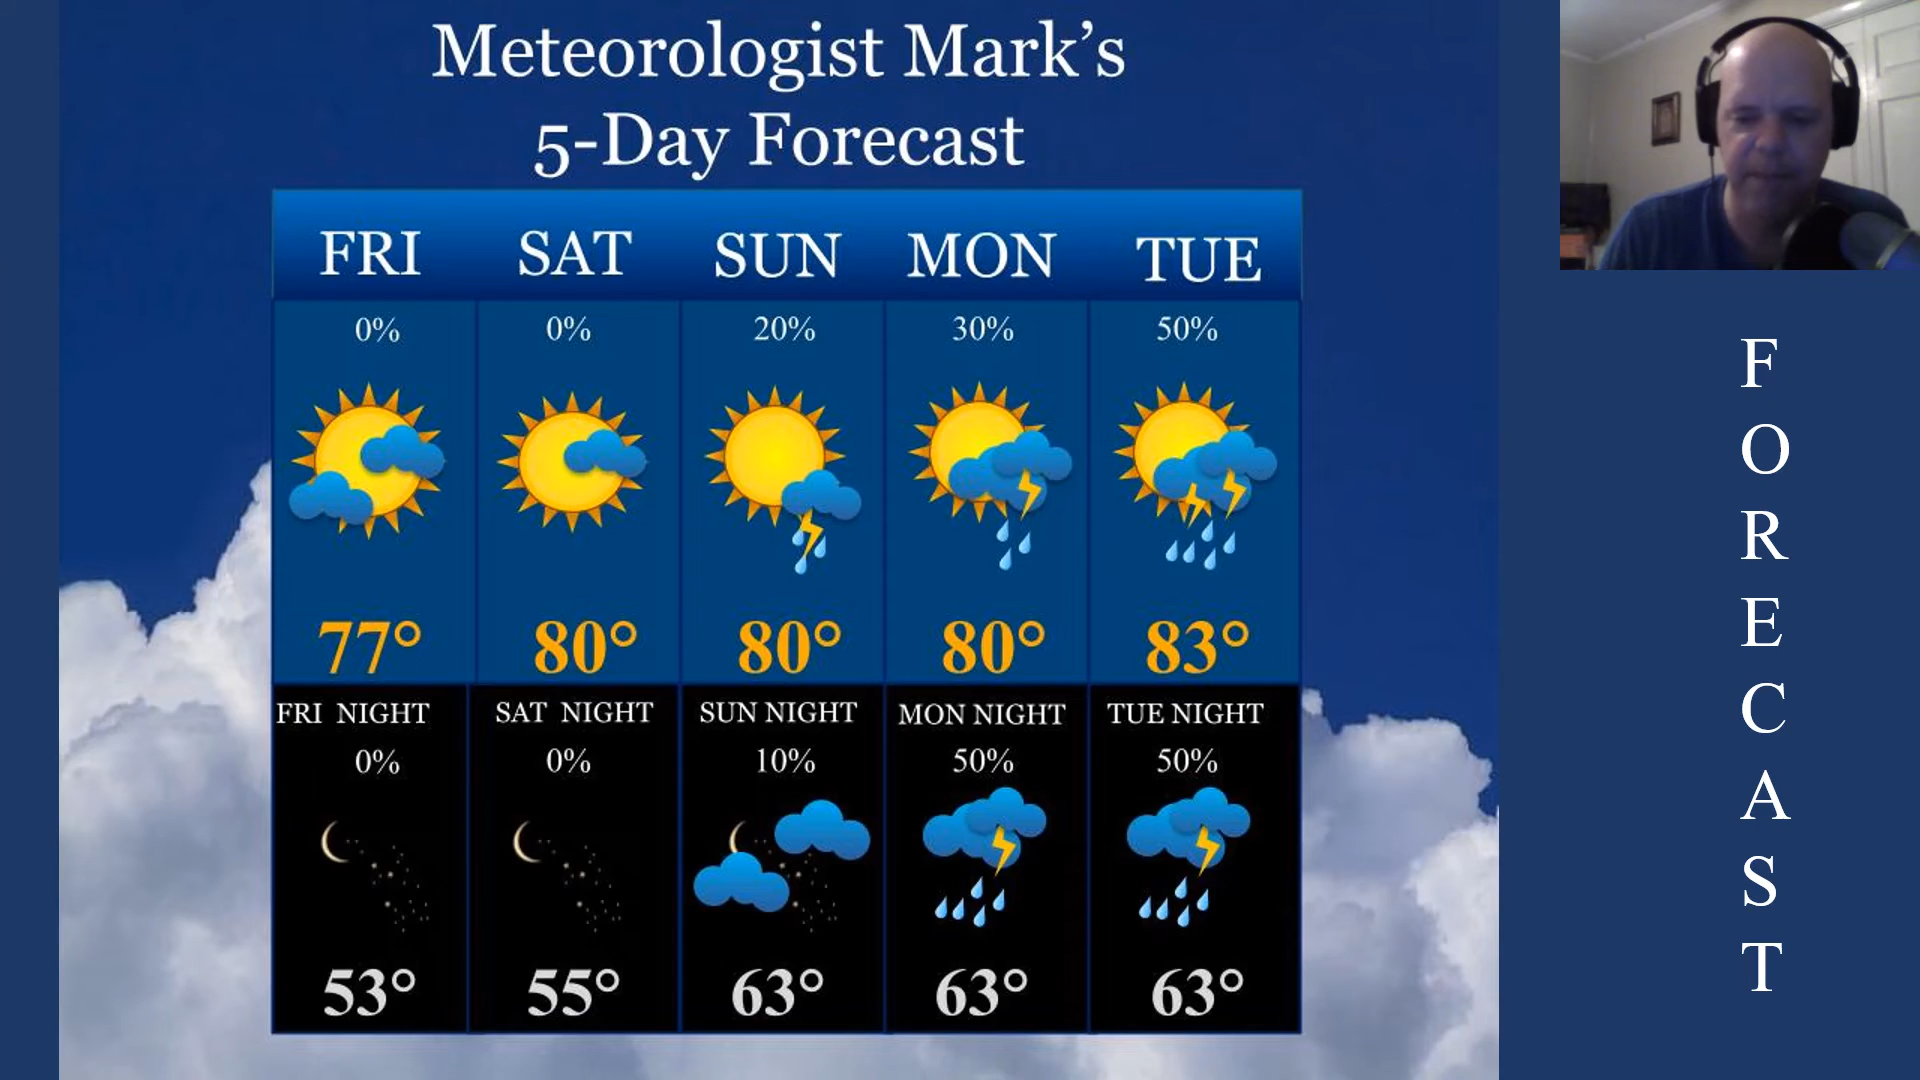 Meteorologist Mark’s
5-Day Forecast
FRI SAT SUN MON TUE
0% 0% 20% 30% 50%
77° 80° 80° 80° 83°
FRI NIGHT SAT NIGHT SUN NIGHT MON NIGHT TUE NIGHT
0% 0% 10% 50% 50%
53° 55° 63° 63° 63°
F
O
R
E
C
A
S
T